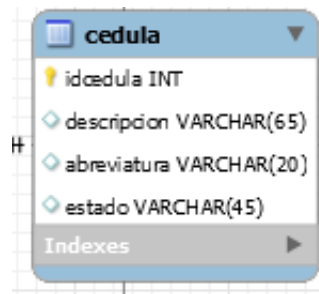 cedula
idcedula INT
descripcion VARCHAR(65)
abreviatura VARCHAR(20)
estado VARCHAR(45)
Indexes